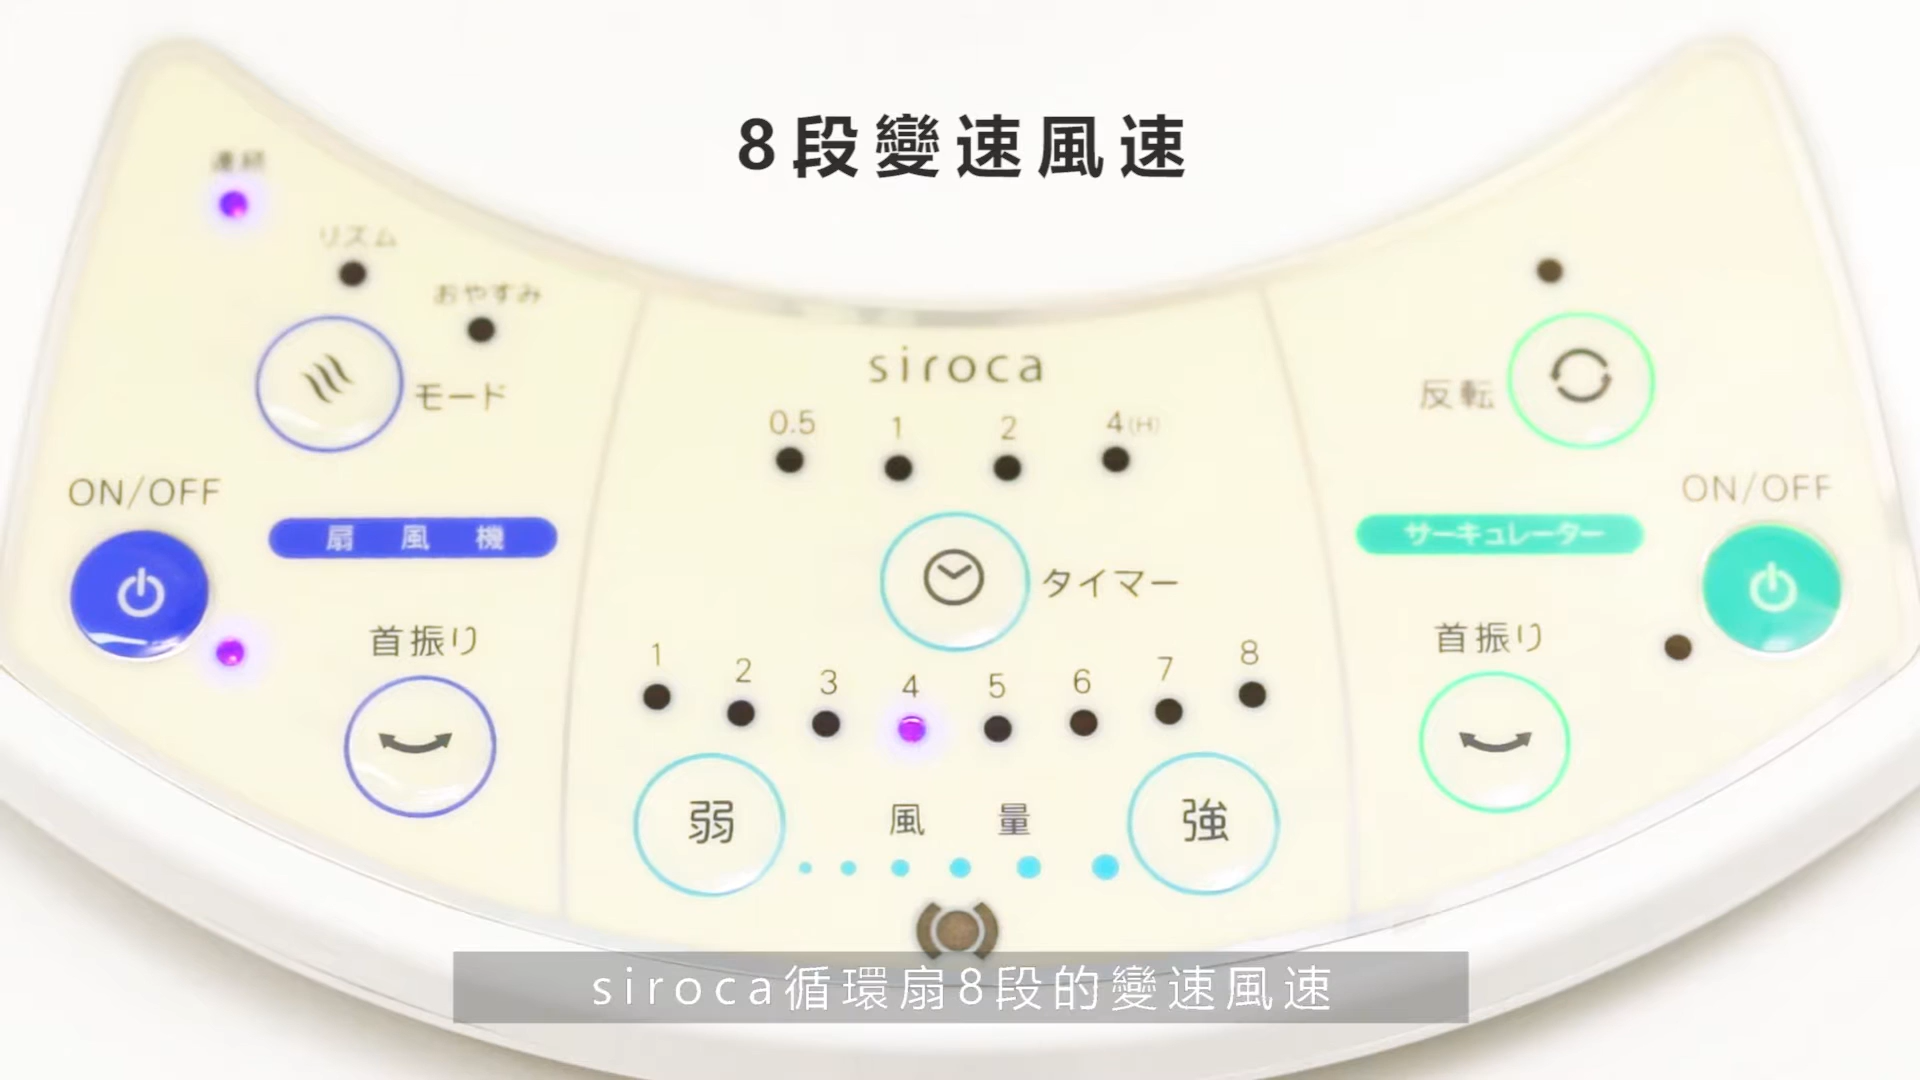 8段變速風速
連続
リズム
おやすみ
モード
ON/OFF
扇風機
首振り
siroca
0.5 1 2 4(H)
タイマー
1 2 3 4 5 6 7 8
弱 風量 強
反転
ON/OFF
サーキュレーター
首振り
siroca循環扇8段的變速風速